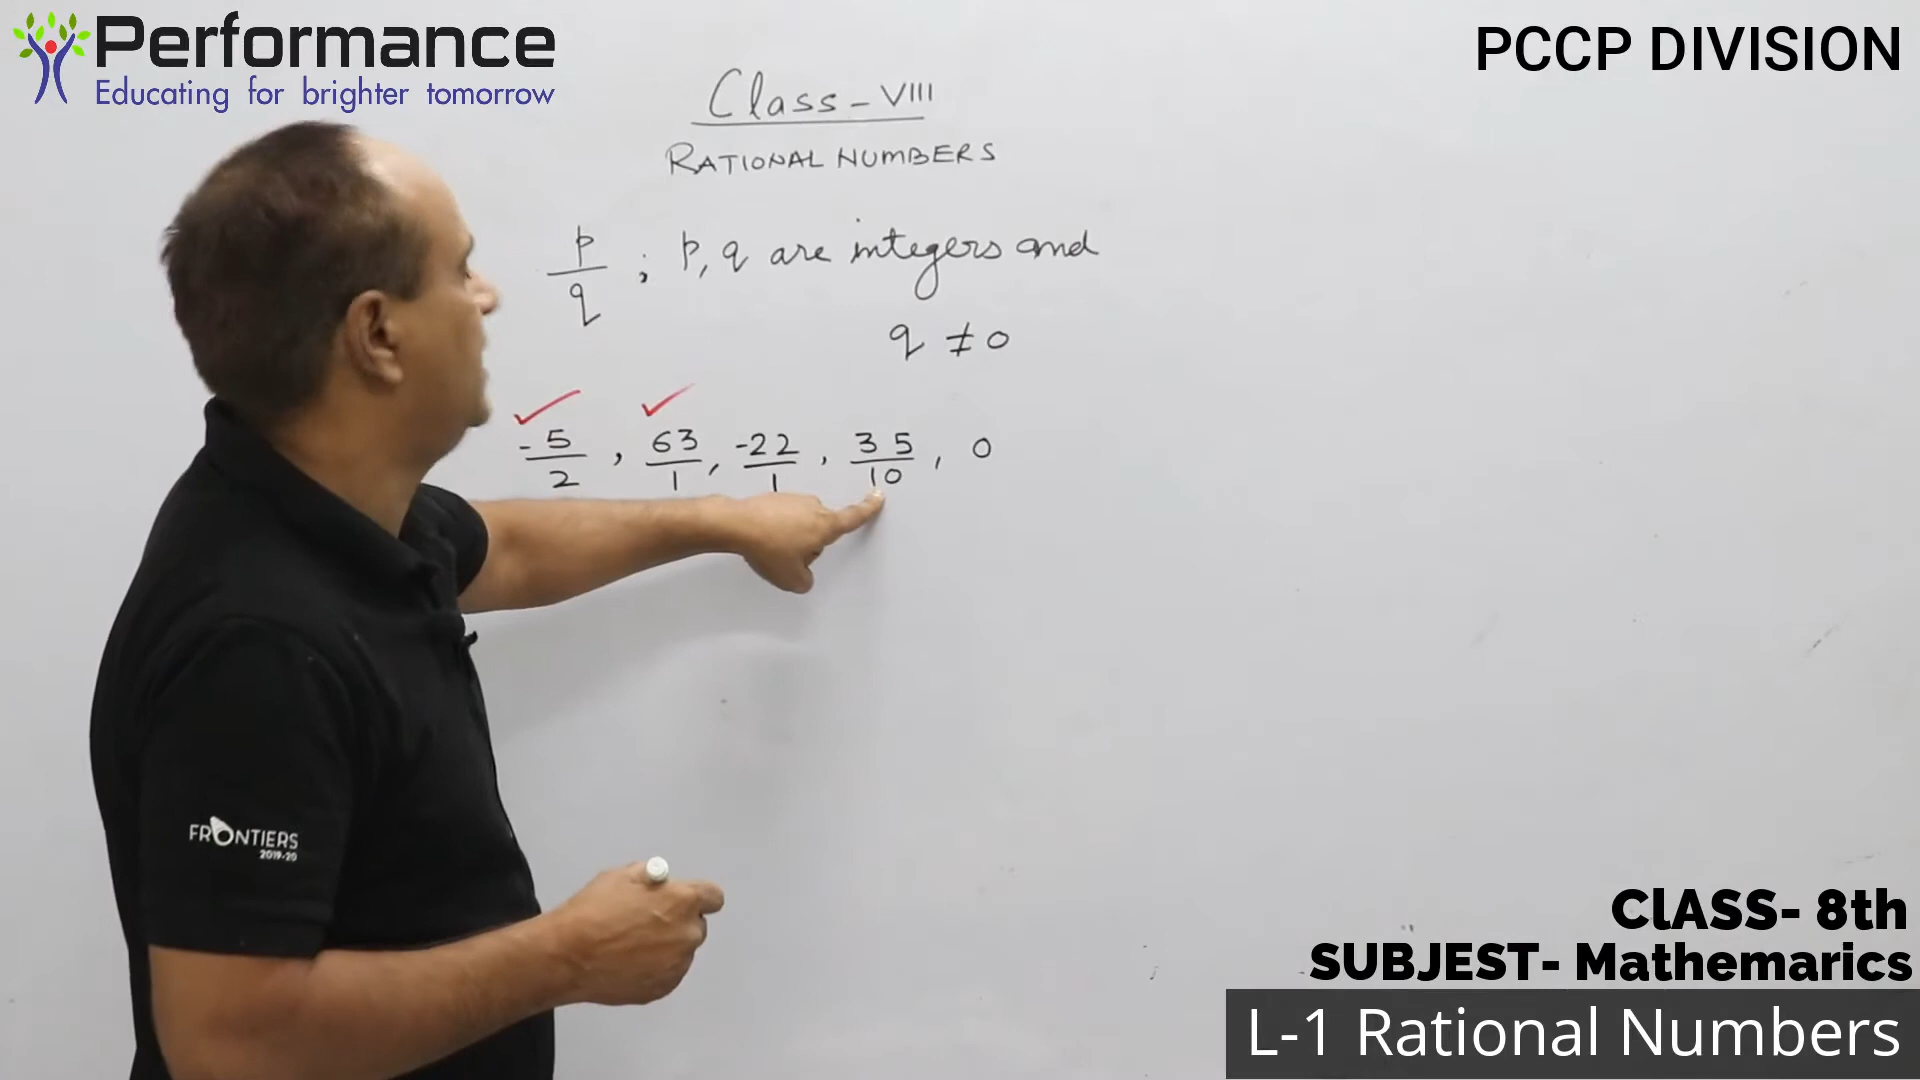 Performance
Educating for brighter tomorrow
PCCP DIVISION
Class - VIII
RATIONAL NUMBERS
p/q ; p, q are integers and
q ≠ 0
-5/2 , 63/1 , -22/1 , 35/10 , 0
FRONTIERS
2019-20
ClASS- 8th
SUBJEST- Mathemarics
L-1 Rational Numbers